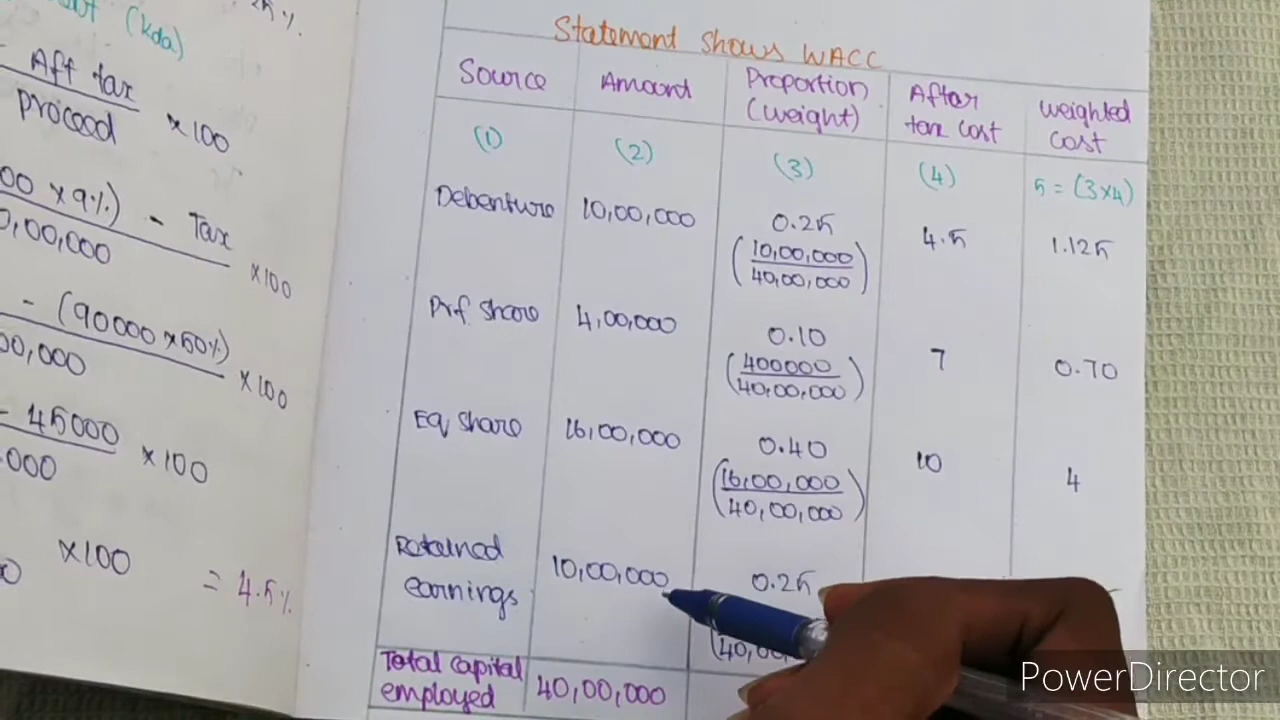 (kda)
Aft tax
proceed
×100
00 ×9%) - Tax
0,00,000
×100
- (90000×50%)
00,000
×100
- 45000
.000
×100
×100
= 4.5%
Statement shows WACC
Source Amount Proportion (weight) After tax cost weighted cost
(1) (2) (3) (4) 5 = (3×4)
Debenture 10,00,000 0.25 4.5 1.125
(10,00,000
40,00,000)
Prf share 4,00,000 0.10 7 0.70
(400000
40,00,000)
Eq share 16,00,000 0.40 10 4
(16,00,000
40,00,000)
Retained earnings 10,00,000 0.25
(40,00
Total capital employed 40,00,000
PowerDirector